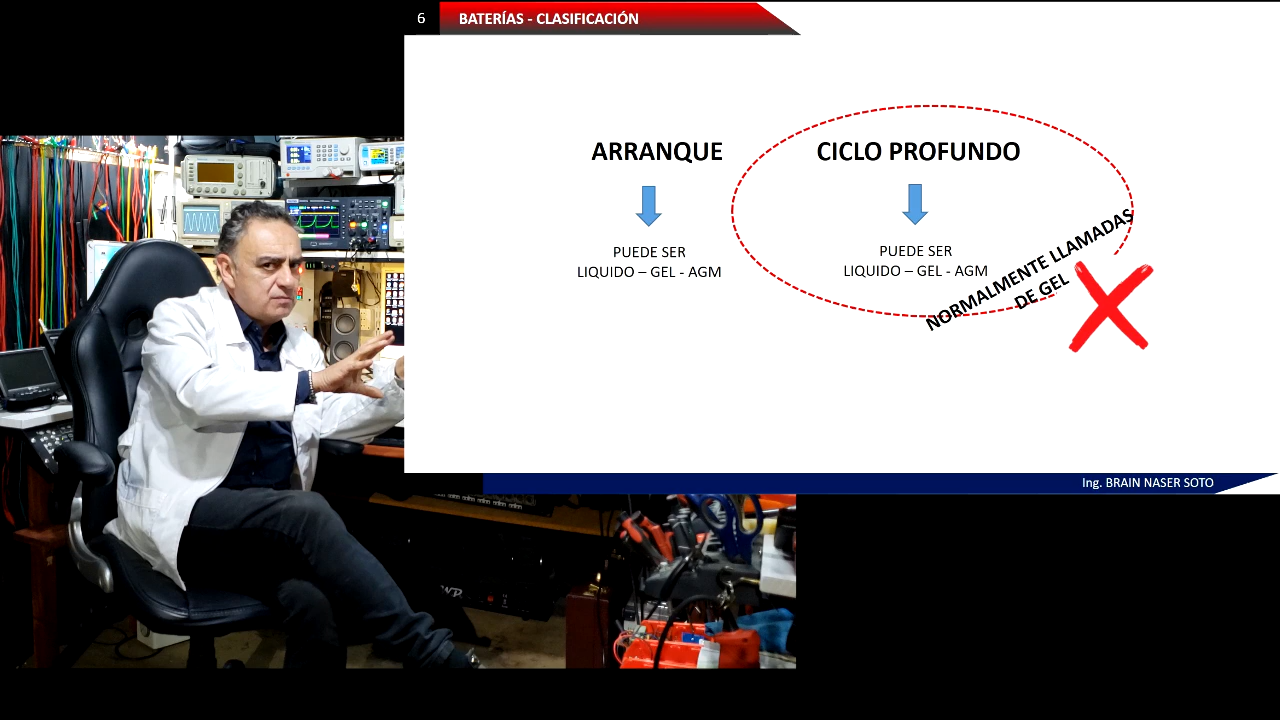 6 BATERÍAS - CLASIFICACIÓN
ARRANQUE
CICLO PROFUNDO
PUEDE SER
LIQUIDO – GEL - AGM
PUEDE SER
LIQUIDO – GEL - AGM
NORMALMENTE LLAMADAS
DE GEL
Ing. BRAIN NASER SOTO